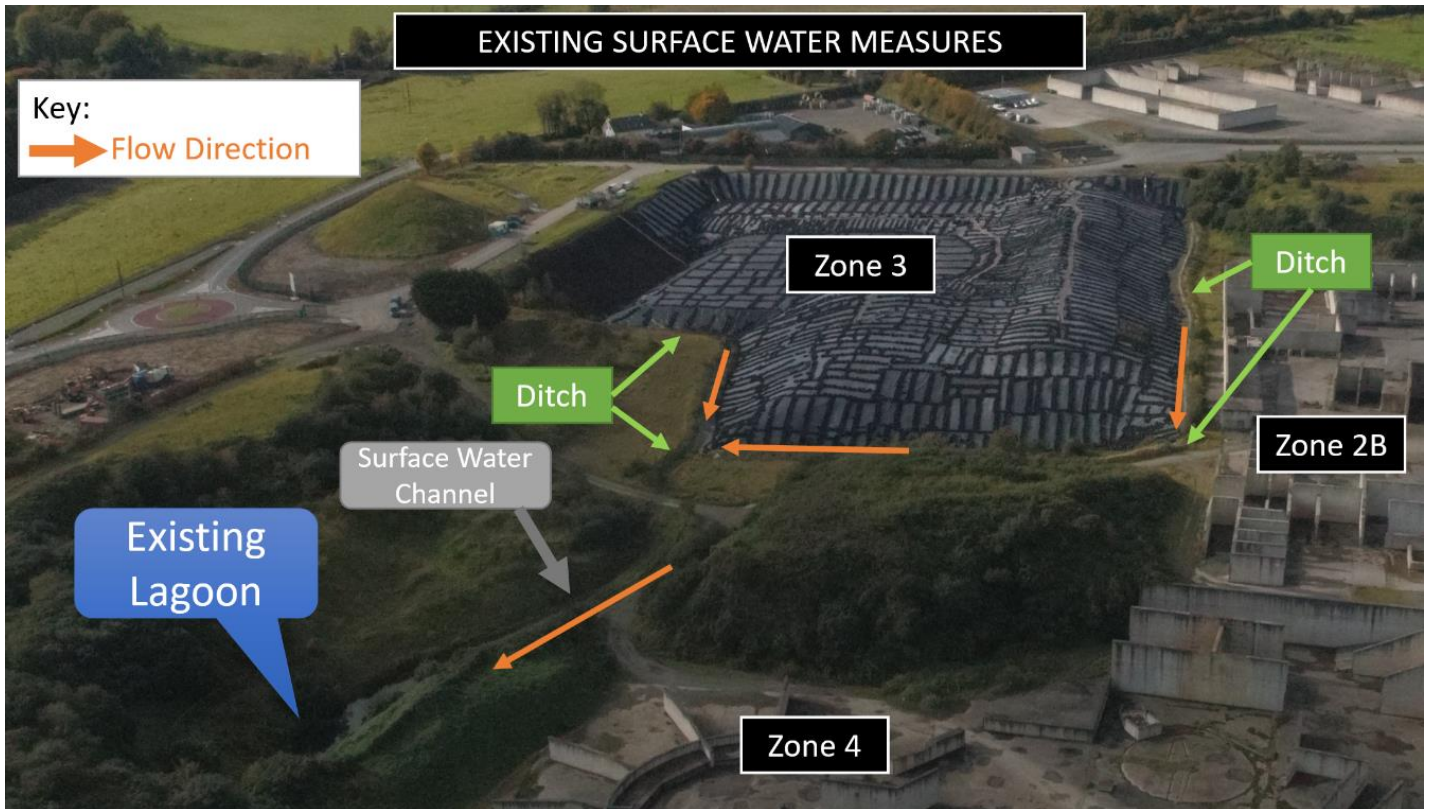 EXISTING SURFACE WATER MEASURES
Key:
Flow Direction
Zone 3
Ditch
Ditch
Zone 2B
Surface Water
Channel
Existing
Lagoon
Zone 4